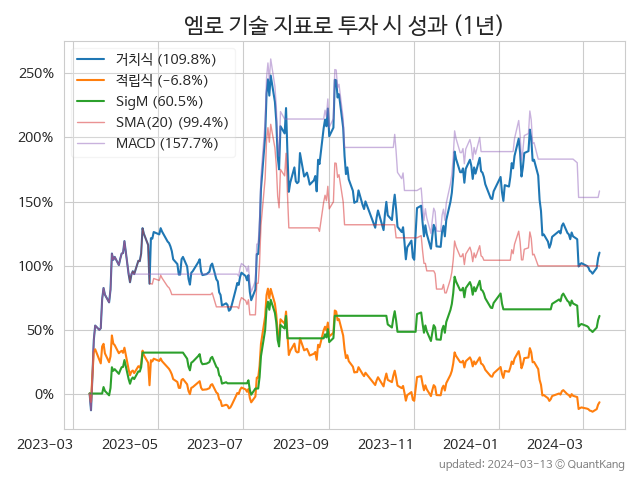 엠로 기술 지표로 투자 시 성과 (1년)
거치식 (109.8%)
적립식 (−6.8%)
SigM (60.5%)
SMA(20) (99.4%)
MACD (157.7%)
250%
200%
150%
100%
50%
0%
2023-03 2023-05 2023-07 2023-09 2023-11 2024-01 2024-03
updated: 2024-03-13 ⓒ QuantKang